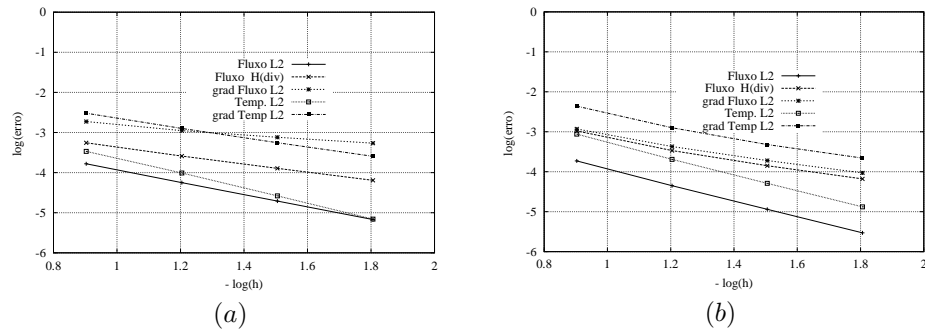 0
-1
-2
-3
-4
-5
-6
log(erro)
0.8
1
1.2
1.4
1.6
1.8
2
- log(h)
Fluxo L2
Fluxo H(div)
grad Fluxo L2
Temp. L2
grad Temp L2
(a)
0
-1
-2
-3
-4
-5
-6
log(erro)
0.8
1
1.2
1.4
1.6
1.8
2
- log(h)
Fluxo L2
Fluxo H(div)
grad Fluxo L2
Temp. L2
grad Temp L2
(b)